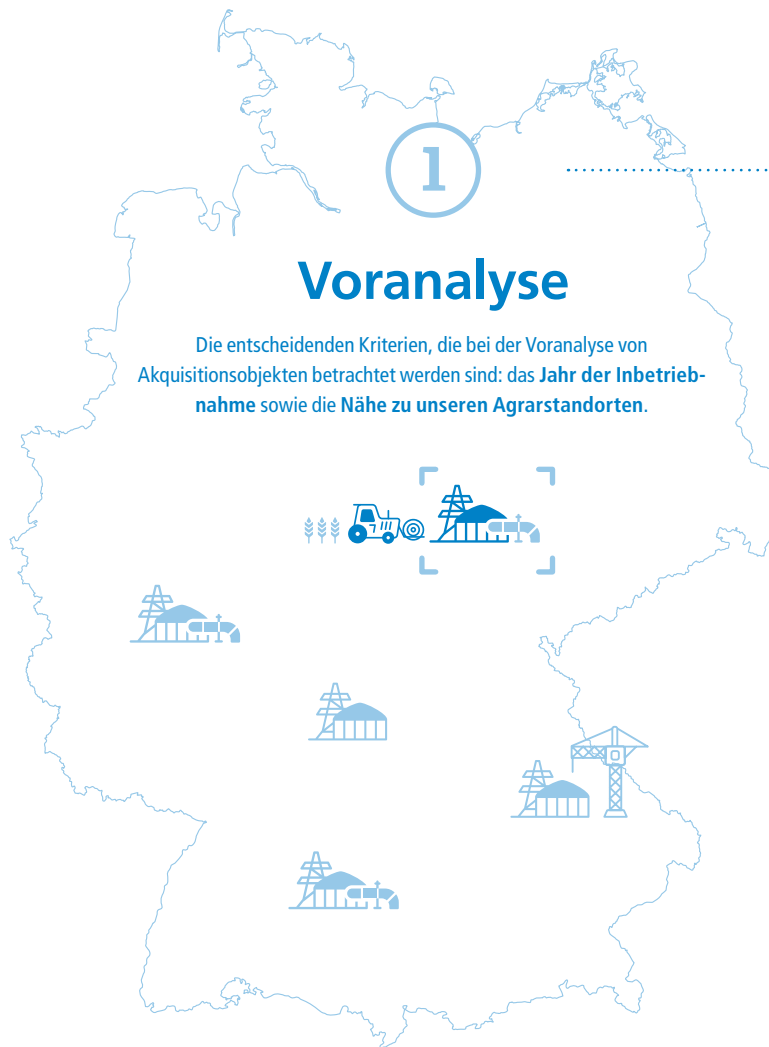 1
Voranalyse
Die entscheidenden Kriterien, die bei der Voranalyse von
Akquisitionsobjekten betrachtet werden sind: das Jahr der Inbetrieb-
nahme sowie die Nähe zu unseren Agrarstandorten.